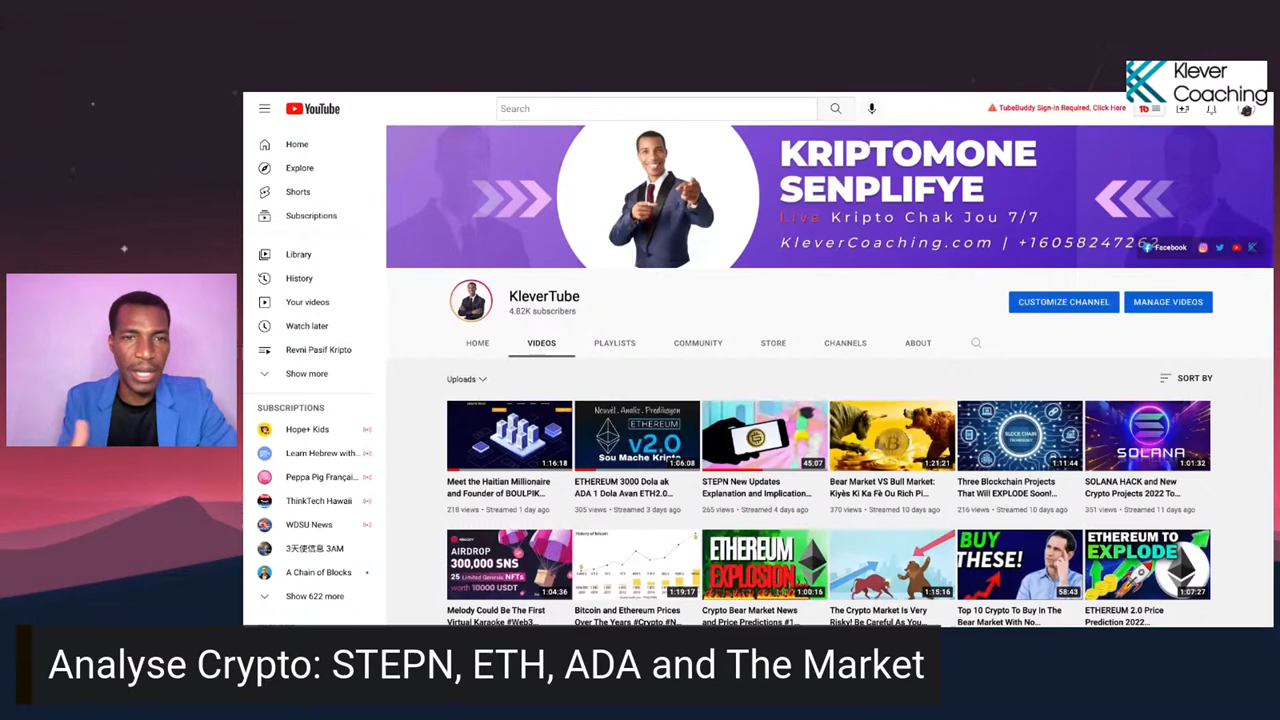 Klever
Coaching
YouTube
Search
TubeBuddy Sign-in Required, Click Here
Home
Explore
Shorts
Subscriptions
Library
History
Your videos
Watch later
Revni Pasif Kripto
Show more
SUBSCRIPTIONS
Hope+ Kids
Learn Hebrew with...
Peppa Pig Françai...
ThinkTech Hawaii
WDSU News
3天使信息 3AM
A Chain of Blocks
Show 622 more
KRIPTOMONE
SENPLIFYE
Live Kripto Chak Jou 7/7
KleverCoaching.com | +16058247262
Facebook
KleverTube
4.82K subscribers
CUSTOMIZE CHANNEL
MANAGE VIDEOS
HOME
VIDEOS
PLAYLISTS
COMMUNITY
STORE
CHANNELS
ABOUT
Uploads
SORT BY
1:16:18
Meet the Haitian Millionaire
and Founder of BOULPIK...
218 views • Streamed 1 day ago
Nouvèl, Analiz, Prediksyon
ETHEREUM
v2.0
Sou Mache Kripto
1:06:08
ETHEREUM 3000 Dola ak
ADA 1 Dola Avan ETH2.0...
305 views • Streamed 3 days ago
45:07
STEPN New Updates
Explanation and Implication...
265 views • Streamed 4 days ago
1:21:21
Bear Market VS Bull Market:
Kiyès Ki Ka Fè Ou Rich Pi...
370 views • Streamed 10 days ago
BLOCK CHAIN
TECHNOLOGY
1:11:44
Three Blockchain Projects
That Will EXPLODE Soon!...
216 views • Streamed 10 days ago
SOLANA
1:01:32
SOLANA HACK and New
Crypto Projects 2022 To...
351 views • Streamed 11 days ago
AIRDROP
300,000 SNS
25 Limited Genesis NFTs
worth 10000 USDT
1:04:36
Melody Could Be The First
Virtual Karaoke #Web3...
History of bitcoin
1:19:17
Bitcoin and Ethereum Prices
Over The Years #Crypto #N...
ETHEREUM
EXPLOSION
1:00:16
Crypto Bear Market News
and Price Predictions #1...
1:15:16
The Crypto Market Is Very
Risky! Be Careful As You...
BUY
THESE!
58:43
Top 10 Crypto To Buy In The
Bear Market With No...
ETHEREUM TO
EXPLODE
1:07:27
ETHEREUM 2.0 Price
Prediction 2022...
Analyse Crypto: STEPN, ETH, ADA and The Market